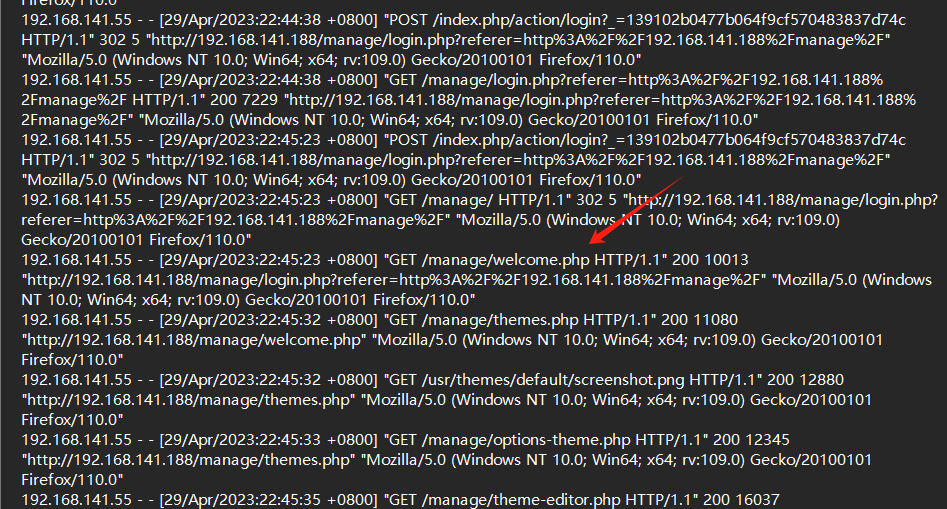 Firefox/110.0"
192.168.141.55 - - [29/Apr/2023:22:44:38 +0800] "POST /index.php/action/login?_=139102b0477b064f9cf570483837d74c
HTTP/1.1" 302 5 "http://192.168.141.188/manage/login.php?referer=http%3A%2F%2F192.168.141.188%2Fmanage%2F"
"Mozilla/5.0 (Windows NT 10.0; Win64; x64; rv:109.0) Gecko/20100101 Firefox/110.0"
192.168.141.55 - - [29/Apr/2023:22:44:38 +0800] "GET /manage/login.php?referer=http%3A%2F%2F192.168.141.188%
2Fmanage%2F HTTP/1.1" 200 7229 "http://192.168.141.188/manage/login.php?referer=http%3A%2F%2F192.168.141.188%
2Fmanage%2F" "Mozilla/5.0 (Windows NT 10.0; Win64; x64; rv:109.0) Gecko/20100101 Firefox/110.0"
192.168.141.55 - - [29/Apr/2023:22:45:23 +0800] "POST /index.php/action/login?_=139102b0477b064f9cf570483837d74c
HTTP/1.1" 302 5 "http://192.168.141.188/manage/login.php?referer=http%3A%2F%2F192.168.141.188%2Fmanage%2F"
"Mozilla/5.0 (Windows NT 10.0; Win64; x64; rv:109.0) Gecko/20100101 Firefox/110.0"
192.168.141.55 - - [29/Apr/2023:22:45:23 +0800] "GET /manage/ HTTP/1.1" 302 5 "http://192.168.141.188/manage/login.php?
referer=http%3A%2F%2F192.168.141.188%2Fmanage%2F" "Mozilla/5.0 (Windows NT 10.0; Win64; x64; rv:109.0)
Gecko/20100101 Firefox/110.0"
192.168.141.55 - - [29/Apr/2023:22:45:23 +0800] "GET /manage/welcome.php HTTP/1.1" 200 10013
"http://192.168.141.188/manage/login.php?referer=http%3A%2F%2F192.168.141.188%2Fmanage%2F" "Mozilla/5.0 (Windows
NT 10.0; Win64; x64; rv:109.0) Gecko/20100101 Firefox/110.0"
192.168.141.55 - - [29/Apr/2023:22:45:32 +0800] "GET /manage/themes.php HTTP/1.1" 200 11080
"http://192.168.141.188/manage/welcome.php" "Mozilla/5.0 (Windows NT 10.0; Win64; x64; rv:109.0) Gecko/20100101
Firefox/110.0"
192.168.141.55 - - [29/Apr/2023:22:45:32 +0800] "GET /usr/themes/default/screenshot.png HTTP/1.1" 200 12880
"http://192.168.141.188/manage/themes.php" "Mozilla/5.0 (Windows NT 10.0; Win64; x64; rv:109.0) Gecko/20100101
Firefox/110.0"
192.168.141.55 - - [29/Apr/2023:22:45:33 +0800] "GET /manage/options-theme.php HTTP/1.1" 200 12345
"http://192.168.141.188/manage/themes.php" "Mozilla/5.0 (Windows NT 10.0; Win64; x64; rv:109.0) Gecko/20100101
Firefox/110.0"
192.168.141.55 - - [29/Apr/2023:22:45:35 +0800] "GET /manage/theme-editor.php HTTP/1.1" 200 16037